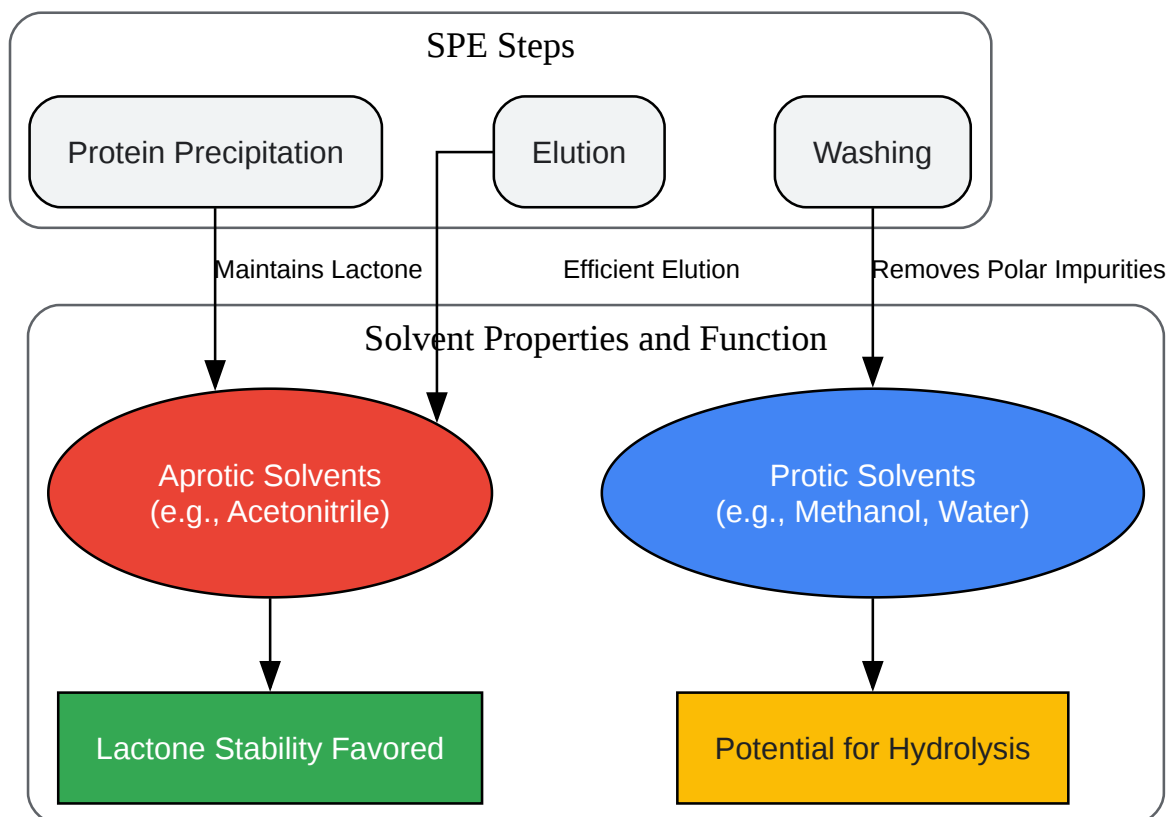 SPE Steps
Protein Precipitation
Elution
Washing
Maintains Lactone
Efficient Elution
Removes Polar Impurities
Solvent Properties and Function
Aprotic Solvents
(e.g., Acetonitrile)
Protic Solvents
(e.g., Methanol, Water)
Lactone Stability Favored
Potential for Hydrolysis